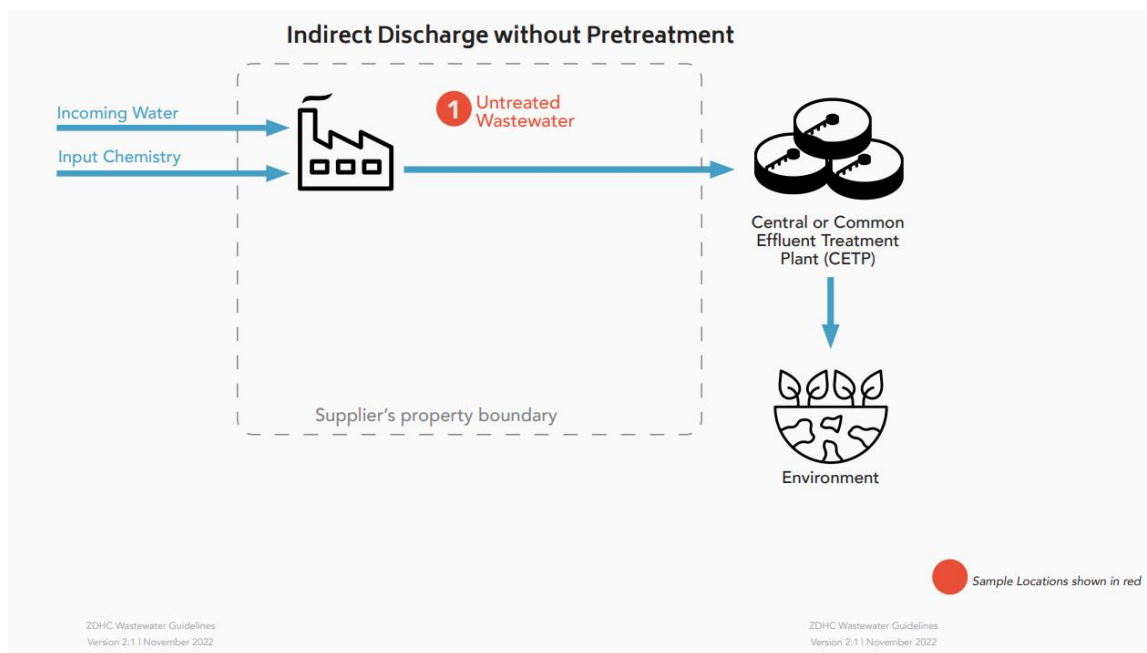 Indirect Discharge without Pretreatment
Incoming Water
Input Chemistry
1
Untreated
Wastewater
Central or Common
Effluent Treatment
Plant (CETP)
Supplier's property boundary
Environment
Sample Locations shown in red
ZDHC Wastewater Guidelines
Version 2.1 I November 2022
ZDHC Wastewater Guidelines
Version 2.1 I November 2022